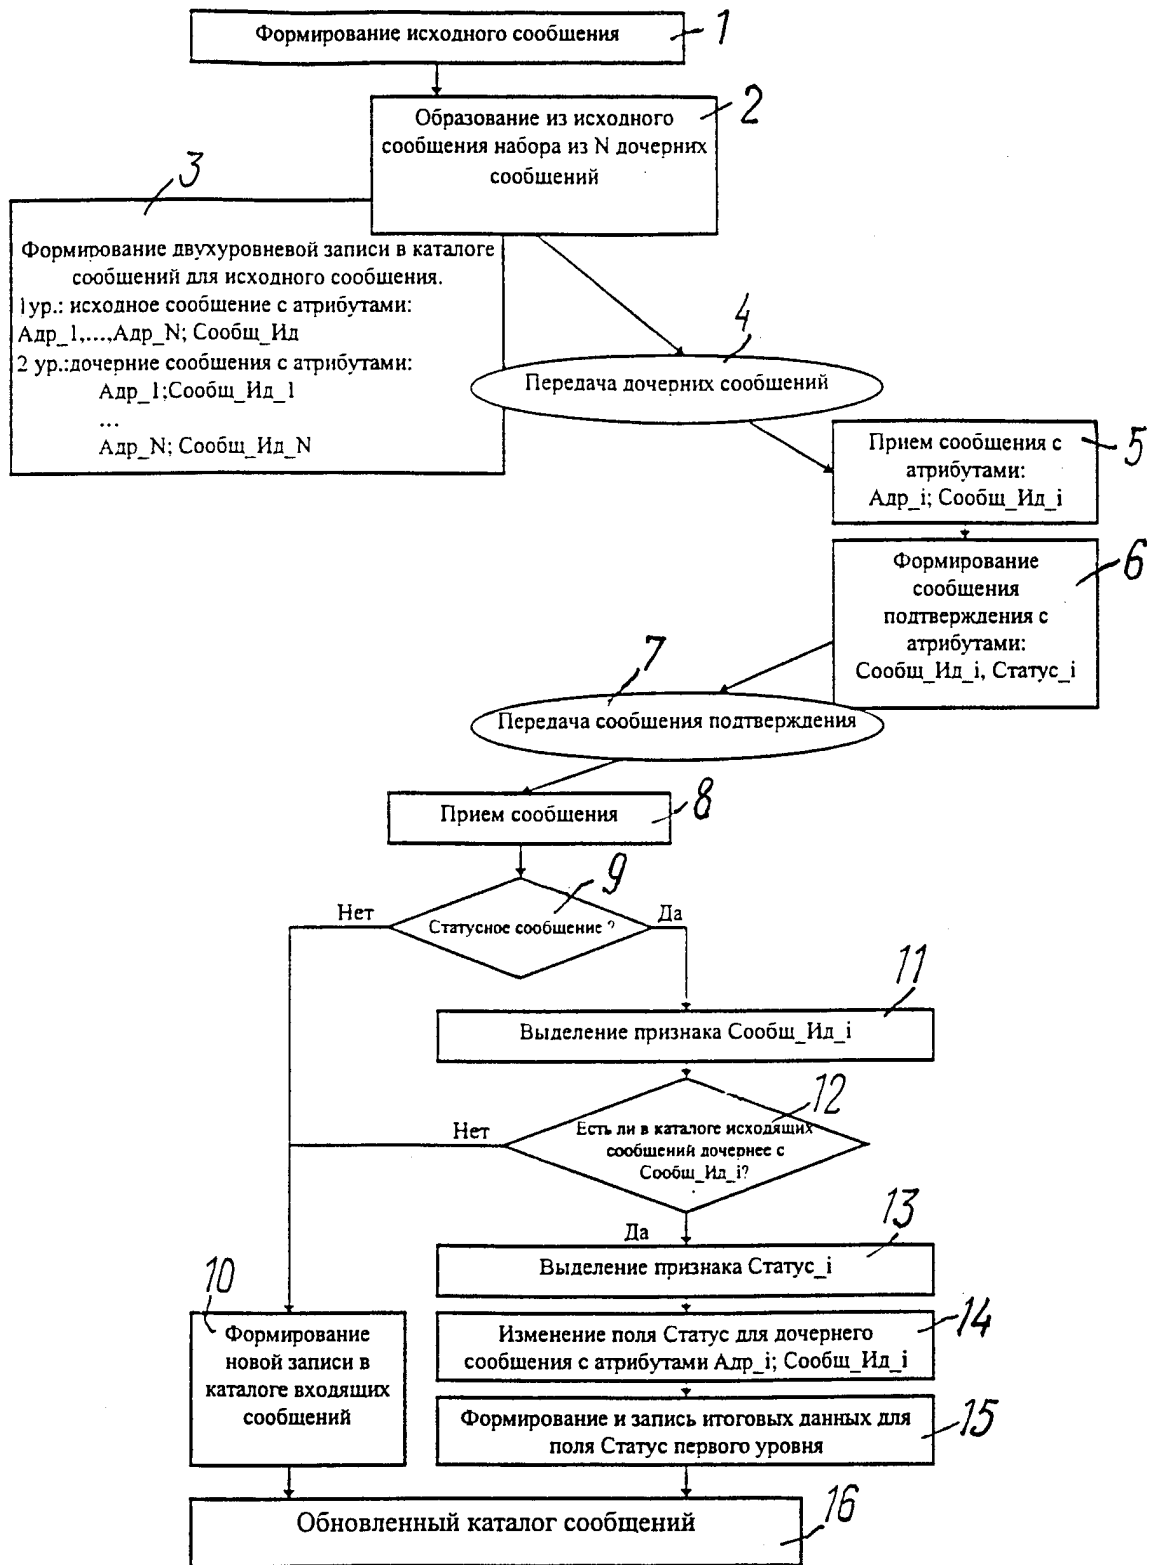 Формирование исходного сообщения
1
Образование из исходного
сообщения набора из N дочерних
сообщений
2
3
Формирование двухуровневой записи в каталоге
сообщений для исходного сообщения.
1ур.: исходное сообщение с атрибутами:
Адр_1,...,Адр_N; Сообщ_Ид
2 ур.:дочерние сообщения с атрибутами:
Адр_1;Сообщ_Ид_1
...
Адр_N; Сообщ_Ид_N
4
Передача дочерних сообщений
Прием сообщения с
атрибутами:
Адр_i; Сообщ_Ид_i
5
Формирование
сообщения
подтверждения с
атрибутами:
Сообщ_Ид_i, Статус_i
6
7
Передача сообщения подтверждения
Прием сообщения
8
9
Статусное сообщение ?
Нет
Да
11
Выделение признака Сообщ_Ид_i
12
Есть ли в каталоге исходящих
сообщений дочернее с
Сообщ_Ид_i?
Нет
Да
13
Выделение признака Статус_i
10
Формирование
новой записи в
каталоге входящих
сообщений
Изменение поля Статус для дочернего
сообщения с атрибутами Адр_i; Сообщ_Ид_i
14
Формирование и запись итоговых данных для
поля Статус первого уровня
15
Обновленный каталог сообщений
16